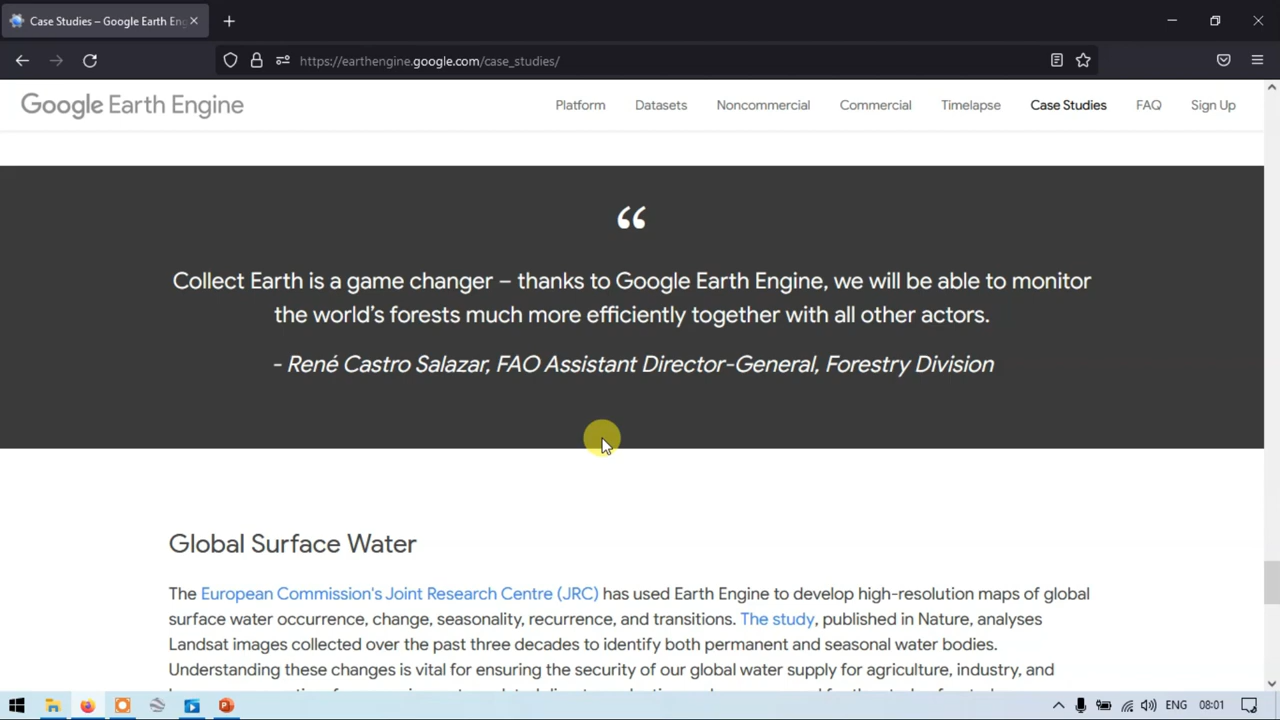 Case Studies – Google Earth Eng
https://earthengine.google.com/case_studies/
Google Earth Engine
Platform
Datasets
Noncommercial
Commercial
Timelapse
Case Studies
FAQ
Sign Up
“
Collect Earth is a game changer – thanks to Google Earth Engine, we will be able to monitor
the world’s forests much more efficiently together with all other actors.
- René Castro Salazar, FAO Assistant Director-General, Forestry Division
Global Surface Water
The European Commission's Joint Research Centre (JRC) has used Earth Engine to develop high-resolution maps of global
surface water occurrence, change, seasonality, recurrence, and transitions. The study, published in Nature, analyses
Landsat images collected over the past three decades to identify both permanent and seasonal water bodies.
Understanding these changes is vital for ensuring the security of our global water supply for agriculture, industry, and
ENG
08:01